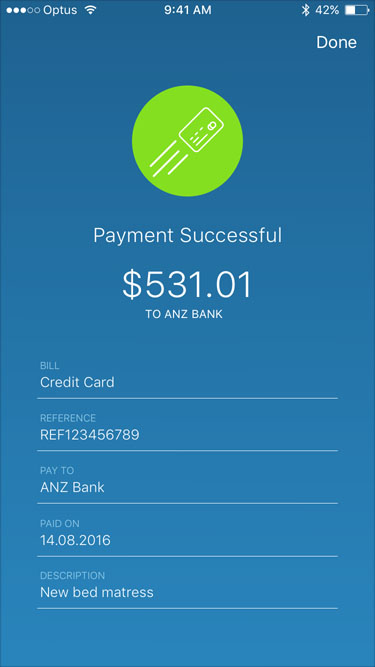 Optus 9:41 AM 42%
Done
Payment Successful
$531.01
TO ANZ BANK
BILL
Credit Card
REFERENCE
REF123456789
PAY TO
ANZ Bank
PAID ON
14.08.2016
DESCRIPTION
New bed matress